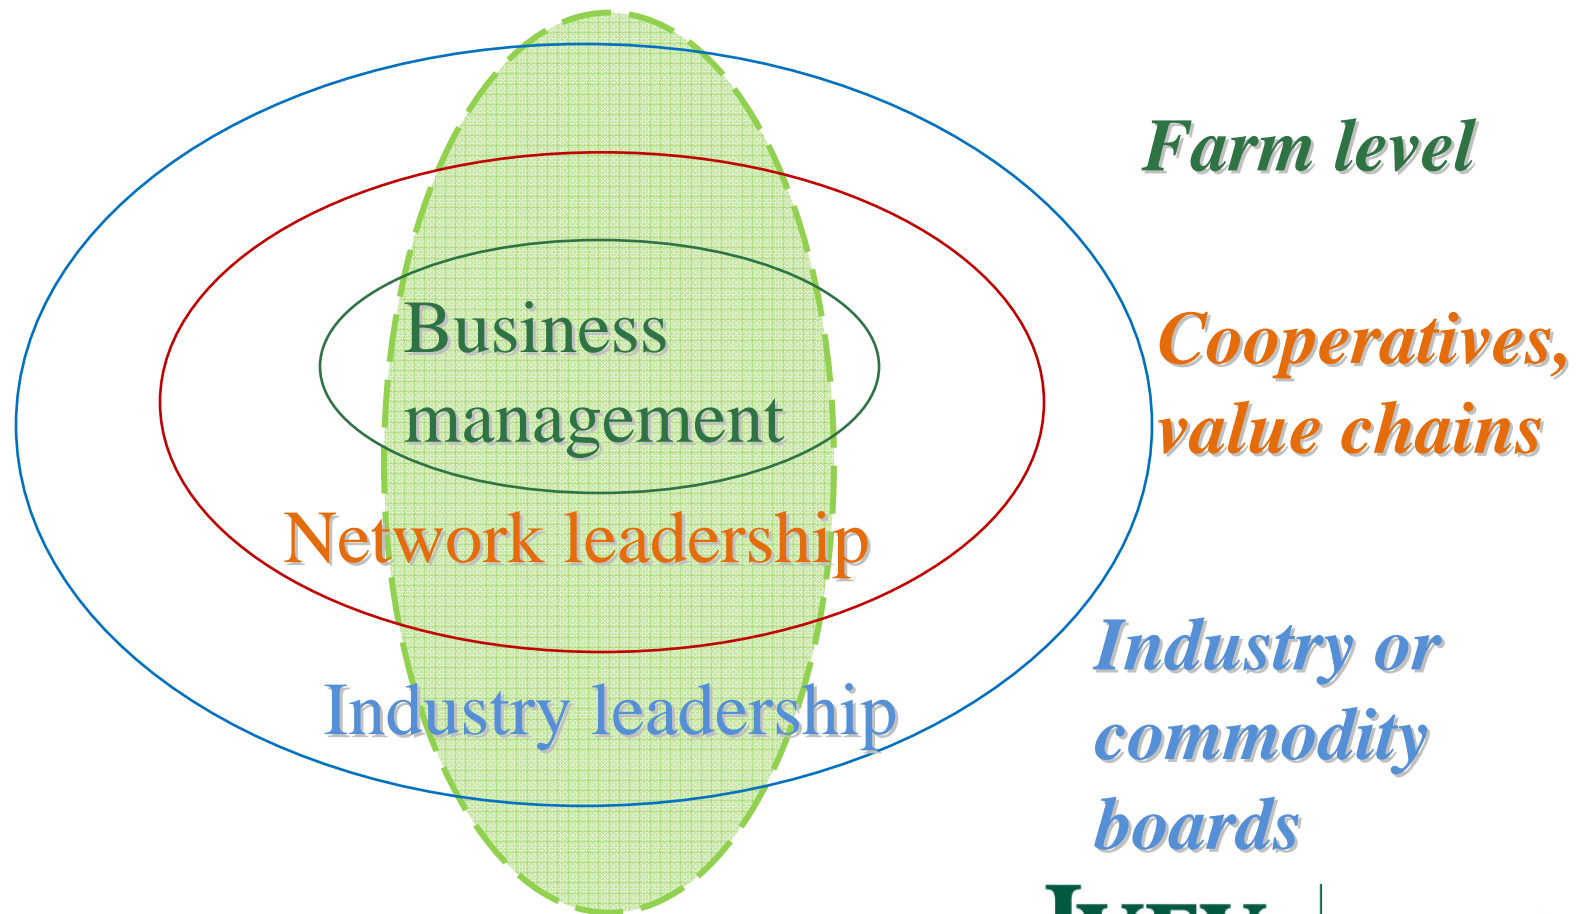 Farm level
Business
management
Cooperatives,
value chains
Network leadership
Industry leadership
Industry or
commodity
boards